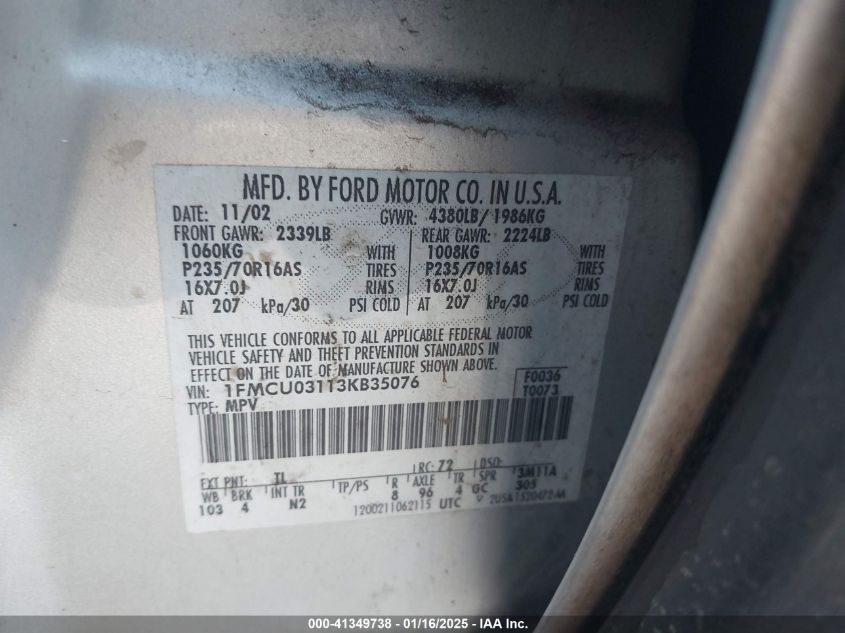 MFD. BY FORD MOTOR CO. IN U.S.A.
DATE: 11/02 GVWR: 4380LB/ 1986KG
FRONT GAWR: 2339LB REAR GAWR: 2224LB
1060KG WITH 1008KG WITH
P235/70R16AS TIRES P235/70R16AS TIRES
16X7.0J RIMS 16X7.0J RIMS
AT 207 kPa/30 PSI COLD AT 207 kPa/30 PSI COLD
THIS VEHICLE CONFORMS TO ALL APPLICABLE FEDERAL MOTOR
VEHICLE SAFETY AND THEFT PREVENTION STANDARDS IN
EFFECT ON THE DATE OF MANUFACTURE SHOWN ABOVE.
VIN: 1FMCU03113KB35076 F0036
TYPE: MPV T0073
EXT PNT: TL RC: 72 DSO:
WB BRK INT TR TP/PS R AXLE TR SPR 3M11A
103 4 N2 8 96 4 GC 305
1200211062115 UTC
000-41349738 - 01/16/2025 - IAA Inc.